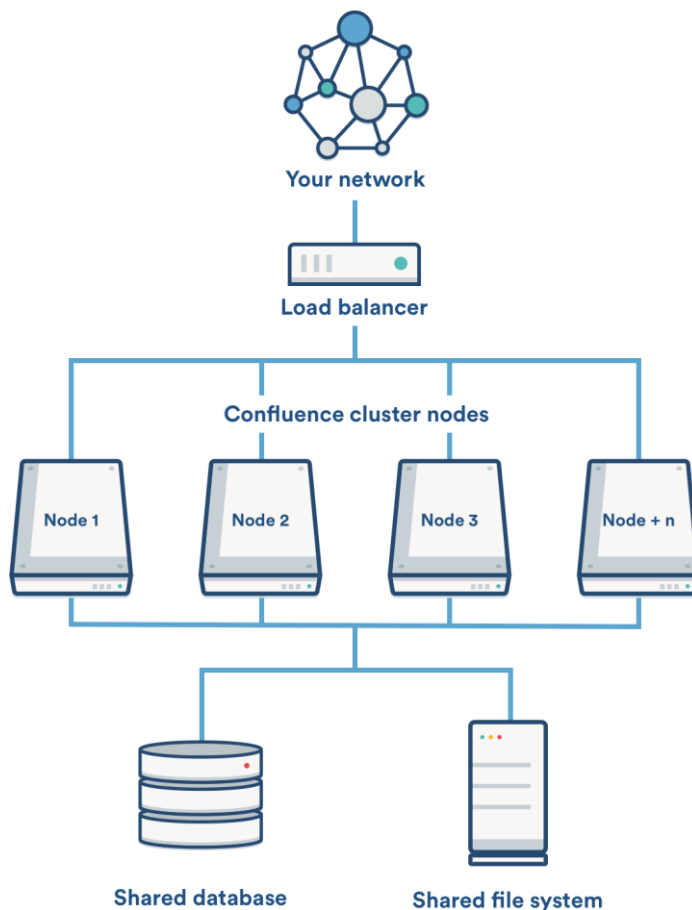 Your network
Load balancer
Confluence cluster nodes
Node 1
Node 2
Node 3
Node + n
Shared database
Shared file system